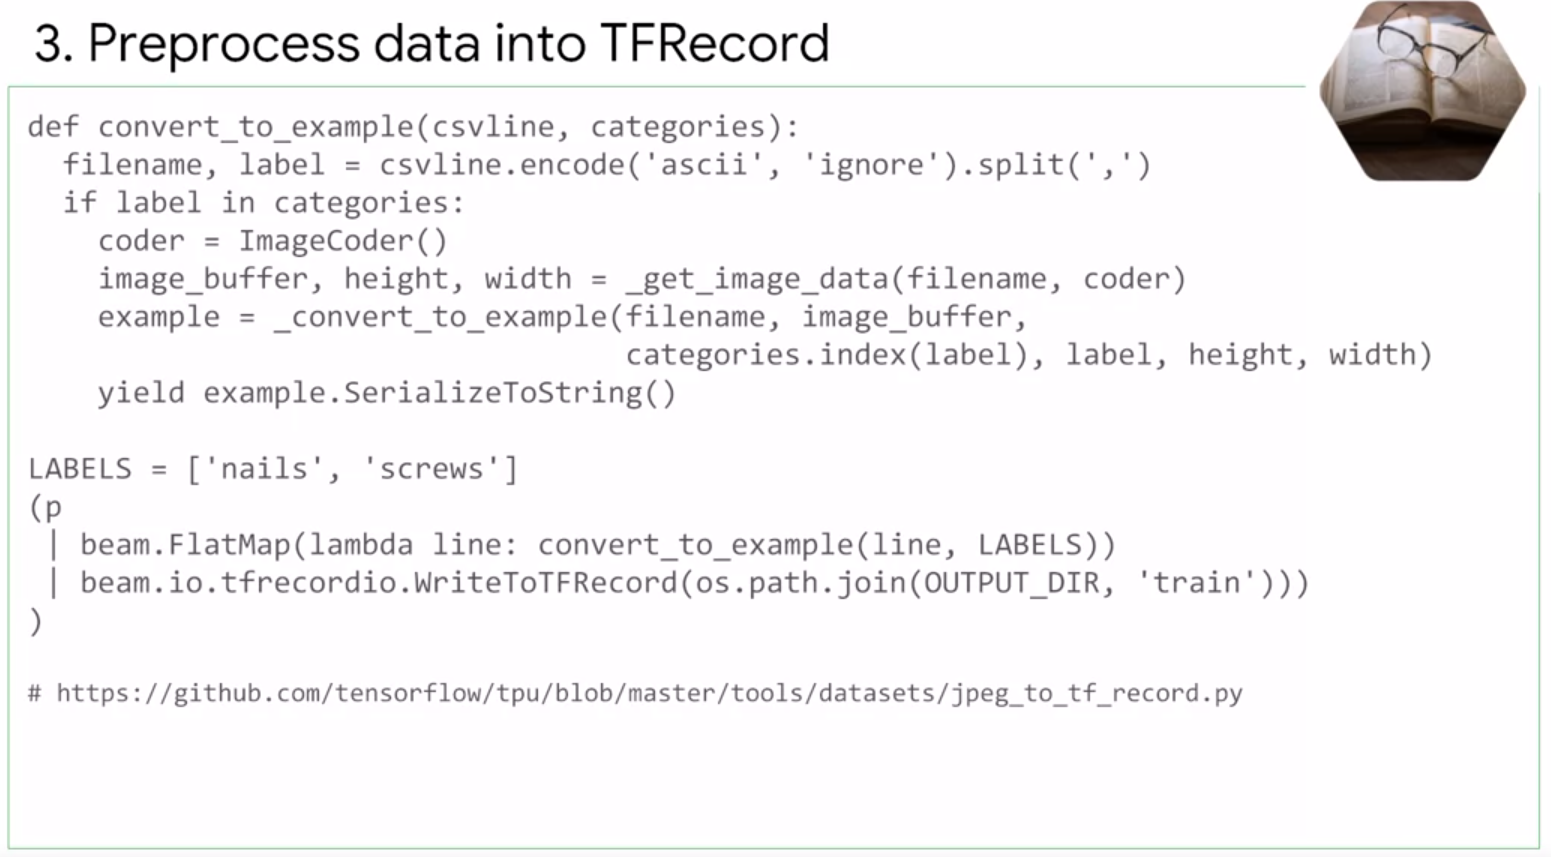 3. Preprocess data into TFRecord
def convert_to_example(csvline, categories):
  filename, label = csvline.encode('ascii', 'ignore').split(',')
  if label in categories:
    coder = ImageCoder()
    image_buffer, height, width = _get_image_data(filename, coder)
    example = _convert_to_example(filename, image_buffer,
                                  categories.index(label), label, height, width)
    yield example.SerializeToString()
LABELS = ['nails', 'screws']
(p
 | beam.FlatMap(lambda line: convert_to_example(line, LABELS))
 | beam.io.tfrecordio.WriteToTFRecord(os.path.join(OUTPUT_DIR, 'train')))
)
# https://github.com/tensorflow/tpu/blob/master/tools/datasets/jpeg_to_tf_record.py